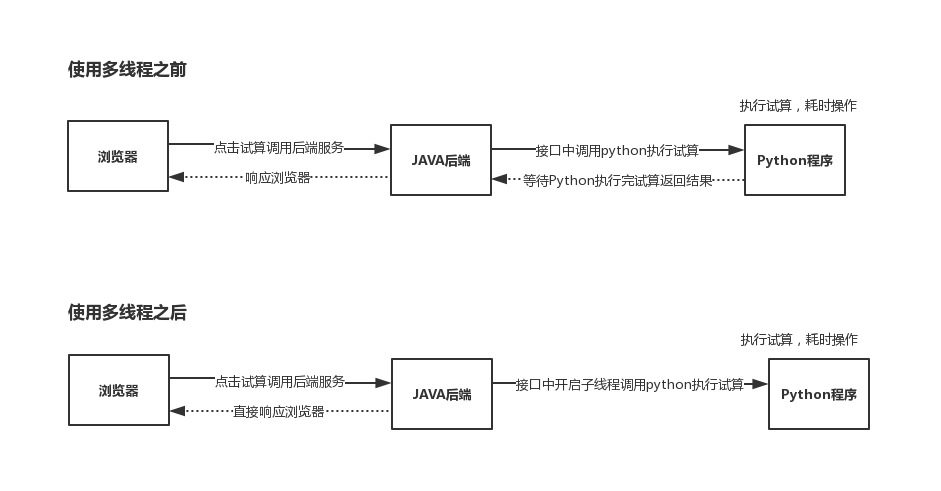 使用多线程之前
执行试算，耗时操作
浏览器
点击试算调用后端服务
响应浏览器
JAVA后端
接口中调用python执行试算
等待Python执行完试算返回结果
Python程序
使用多线程之后
执行试算，耗时操作
浏览器
点击试算调用后端服务
直接响应浏览器
JAVA后端
接口中开启子线程调用python执行试算
Python程序